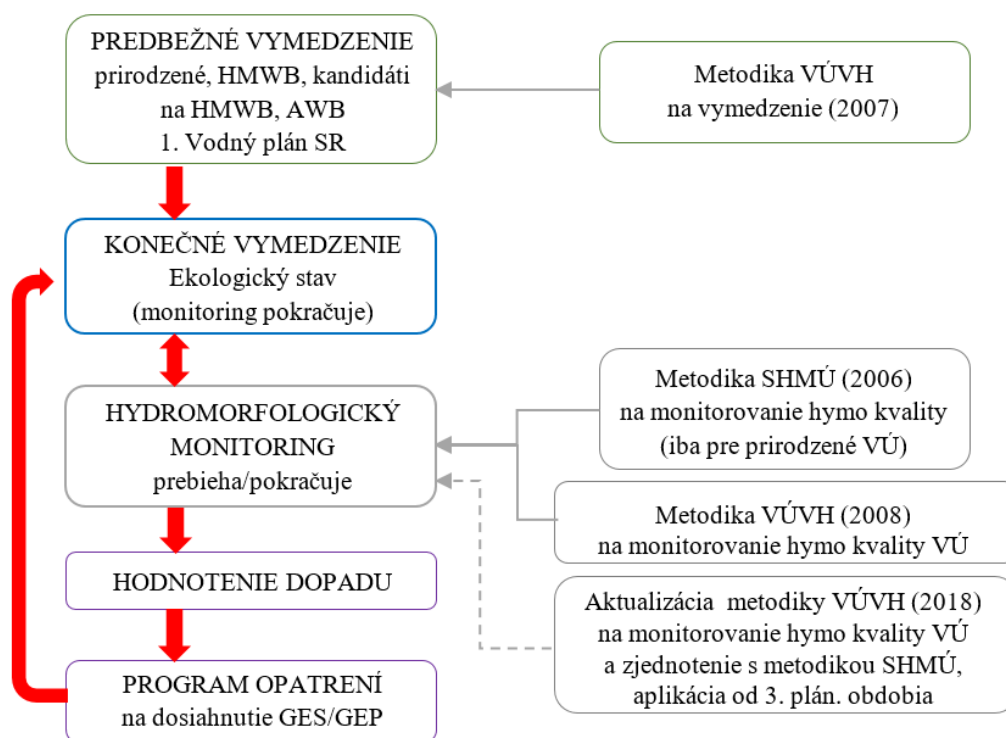 PREDBEŽNÉ VYMEDZENIE
prirodzené, HMWB, kandidáti
na HMWB, AWB
1. Vodný plán SR
Metodika VÚVH
na vymedzenie (2007)
KONEČNÉ VYMEDZENIE
Ekologický stav
(monitoring pokračuje)
HYDROMORFOLOGICKÝ
MONITORING
prebieha/pokračuje
Metodika SHMÚ (2006)
na monitorovanie hymo kvality
(iba pre prirodzené VÚ)
Metodika VÚVH (2008)
na monitorovanie hymo kvality VÚ
HODNOTENIE DOPADU
Aktualizácia metodiky VÚVH (2018)
na monitorovanie hymo kvality VÚ
a zjednotenie s metodikou SHMÚ,
aplikácia od 3. plán. obdobia
PROGRAM OPATRENÍ
na dosiahnutie GES/GEP